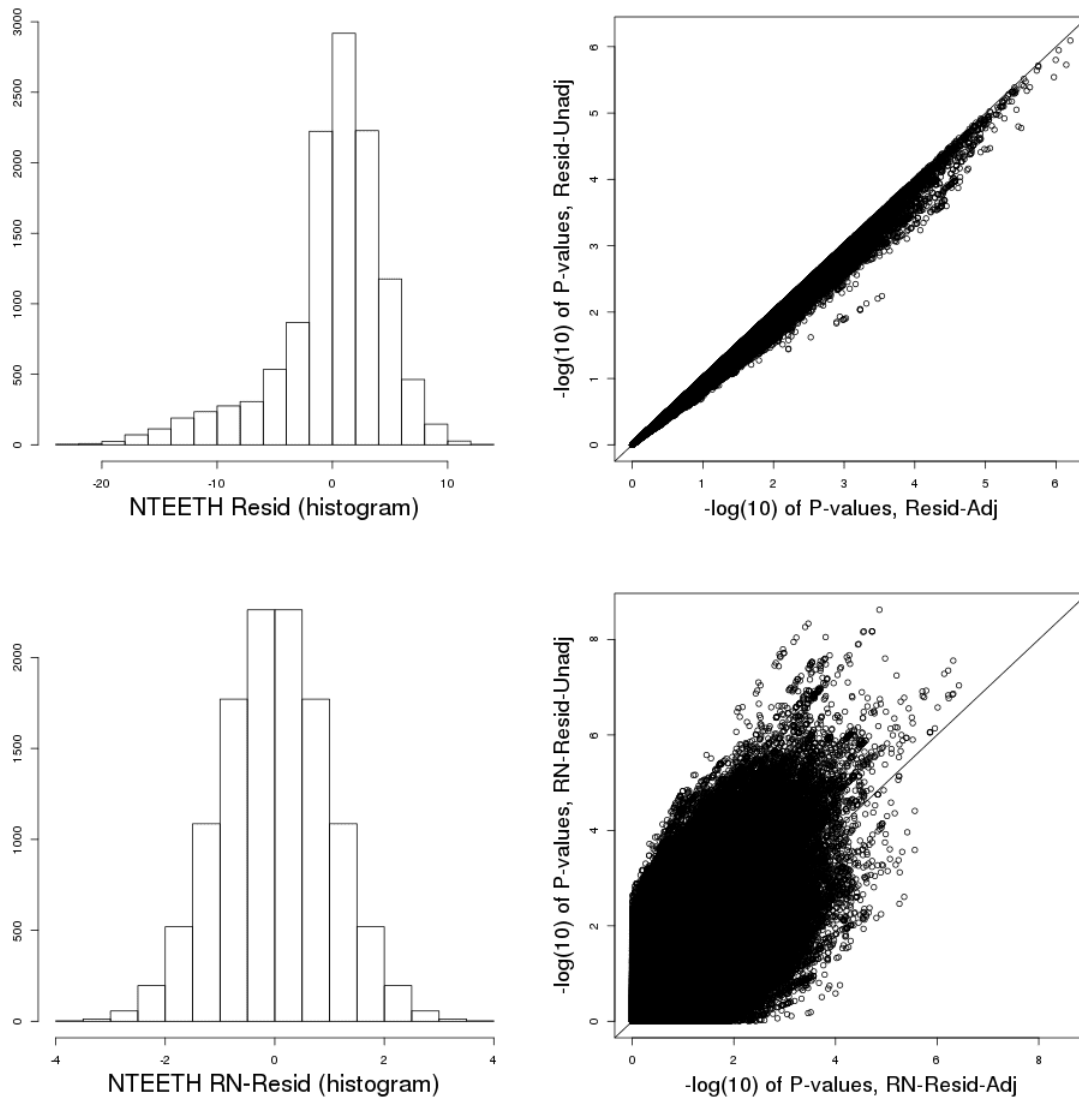 3000
2500
2000
1500
1000
500
0
-20 -10 0 10
NTEETH Resid (histogram)
-log(10) of P-values, Resid-Unadj
6
5
4
3
2
1
0
0 1 2 3 4 5 6
-log(10) of P-values, Resid-Adj
2000
1500
1000
500
0
-4 -2 0 2 4
NTEETH RN-Resid (histogram)
-log(10) of P-values, RN-Resid-Unadj
8
6
4
2
0
0 2 4 6 8
-log(10) of P-values, RN-Resid-Adj